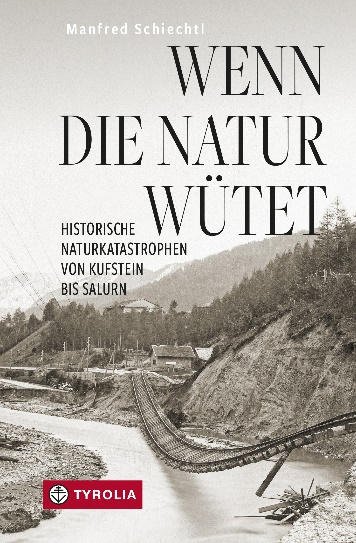 Manfred Schiechtl
WENN
DIE NATUR
WÜTET
HISTORISCHE
NATURKATASTROPHEN
VON KUFSTEIN
BIS SALURN
TYROLIA